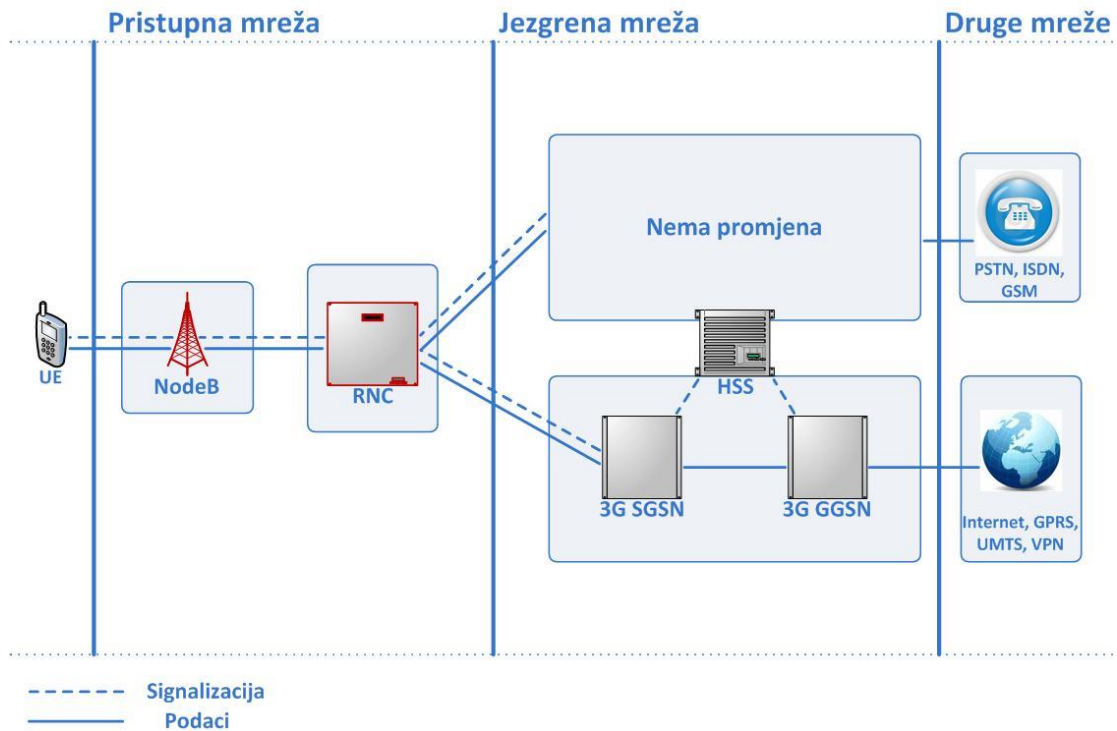 Pristupna mreža
Jezgrena mreža
Druge mreže
Nema promjena
PSTN, ISDN,
GSM
UE
NodeB
RNC
HSS
3G SGSN
3G GGSN
Internet, GPRS,
UMTS, VPN
Signalizacija
Podaci